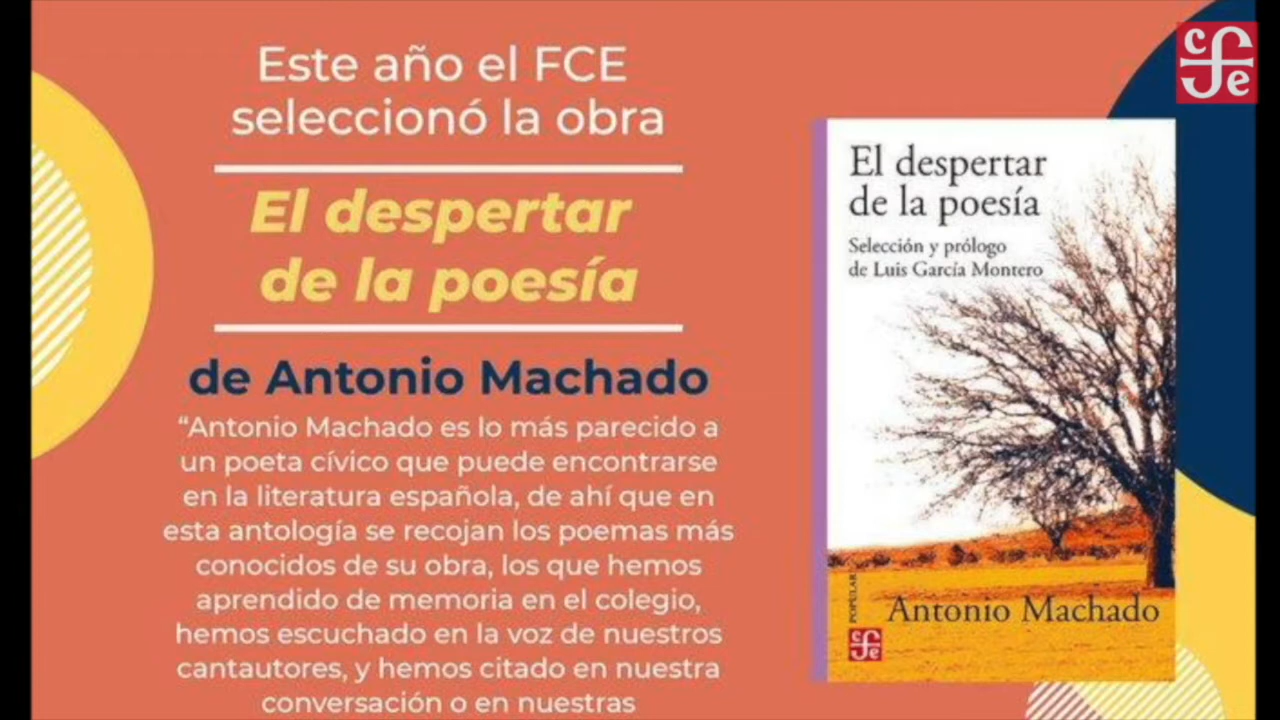 Este año el FCE
seleccionó la obra
El despertar
de la poesía
de Antonio Machado
“Antonio Machado es lo más parecido a
un poeta cívico que puede encontrarse
en la literatura española, de ahí que en
esta antología se recojan los poemas más
conocidos de su obra, los que hemos
aprendido de memoria en el colegio,
hemos escuchado en la voz de nuestros
cantautores, y hemos citado en nuestra
conversación o en nuestras
cfe
El despertar
de la poesía
Selección y prólogo
de Luis García Montero
POPULAR
Antonio Machado
cfe